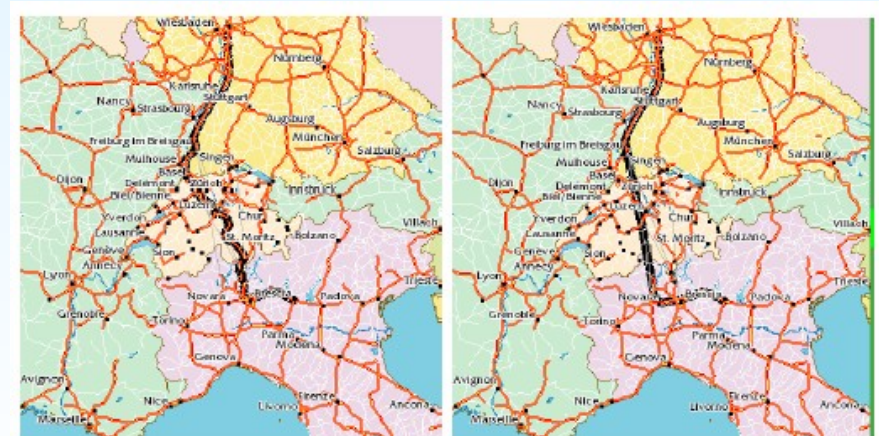 Wiesbaden
Nürnberg
Karlsruhe
Stuttgart
Nancy
Strasbourg
Augsburg
München
Freiburg im Breisgau
Salzburg
Mulhouse
Singen
Basel
Dijon
Delémont
Zürich
Innsbruck
Biel/Bienne
Luzern
Yverdon
Chur
Villach
Lausanne
St. Moritz
Bolzano
Genève
Sion
Annecy
Lyon
Trieste
Novara
Brescia
Padova
Grenoble
Torino
Parma
Modena
Genova
Avignon
Nice
Firenze
Livorno
Ancona
Marseille
Wiesbaden
Nürnberg
Karlsruhe
Stuttgart
Nancy
Strasbourg
Augsburg
München
Freiburg im Breisgau
Salzburg
Mulhouse
Singen
Basel
Dijon
Delémont
Zürich
Innsbruck
Biel/Bienne
Luzern
Yverdon
Chur
Villach
Lausanne
St. Moritz
Bolzano
Genève
Sion
Annecy
Lyon
Trieste
Novara
Brescia
Padova
Grenoble
Torino
Parma
Modena
Genova
Avignon
Nice
Firenze
Livorno
Ancona
Marseille